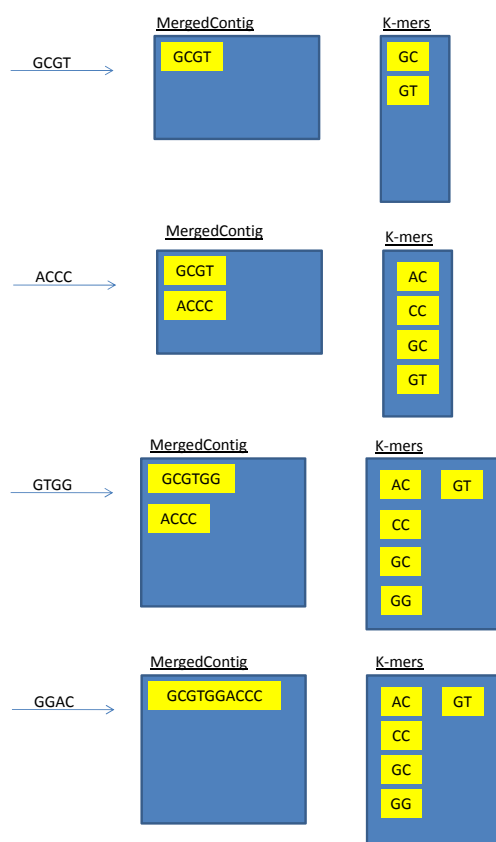 MergedContig K-mers
GCGT GCGT GC
GT
MergedContig K-mers
ACCC GCGT AC
ACCC CC
GC
GT
MergedContig K-mers
GTGG GCGTGG AC GT
ACCC CC
GC
GG
MergedContig K-mers
GGAC GCGTGGACCC AC GT
CC
GC
GG